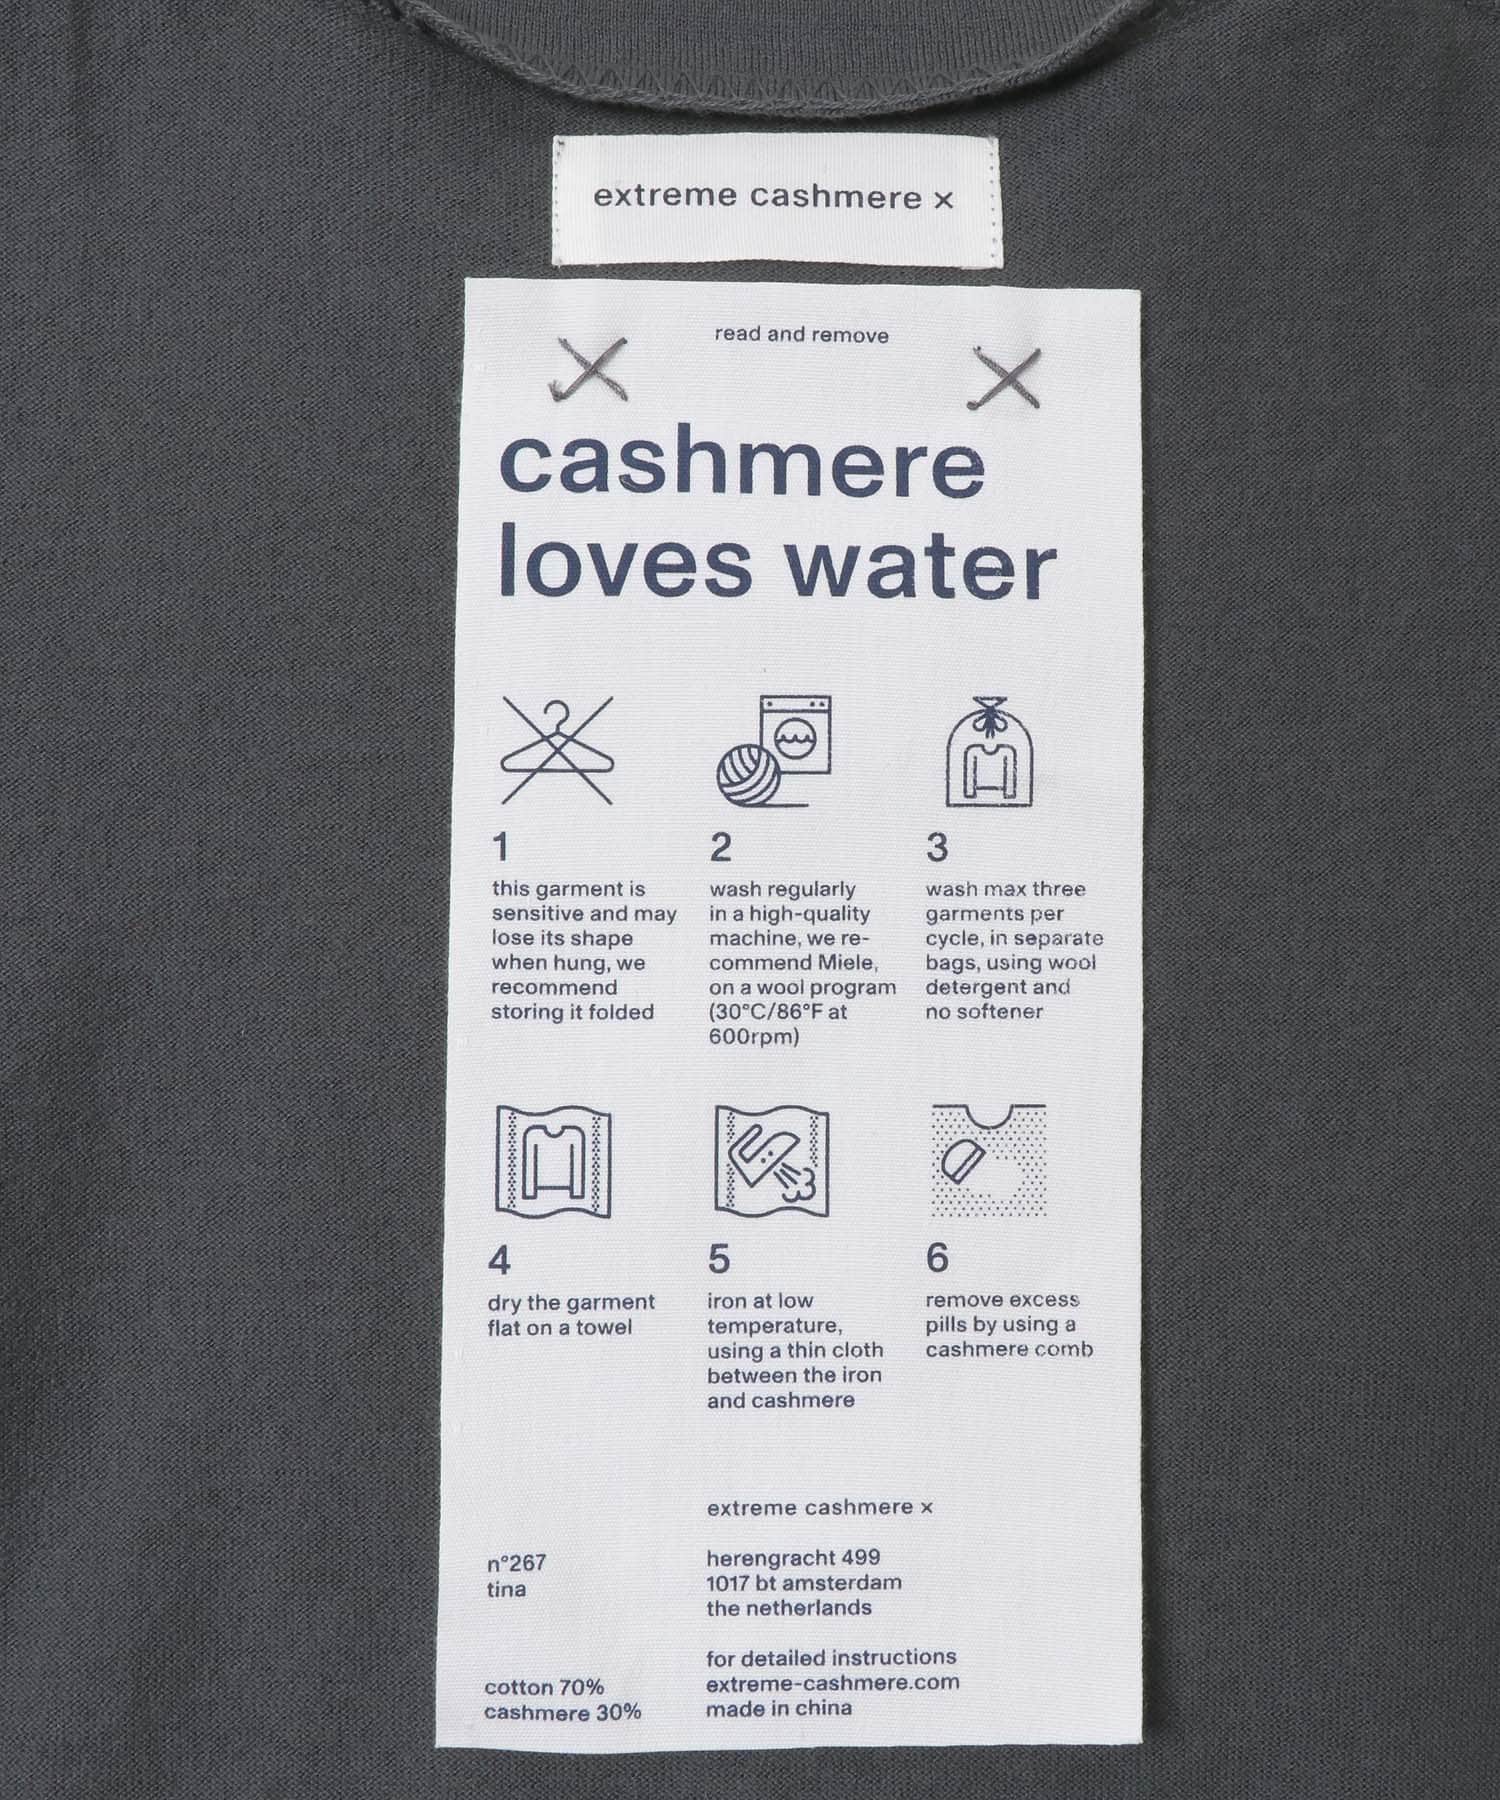 extreme cashmere ×
read and remove
cashmere
loves water
1
this garment is
sensitive and may
lose its shape
when hung, we
recommend
storing it folded
2
wash regularly
in a high-quality
machine, we re-
commend Miele,
on a wool program
(30°C/86°F at
600rpm)
3
wash max three
garments per
cycle, in separate
bags, using wool
detergent and
no softener
4
dry the garment
flat on a towel
5
iron at low
temperature,
using a thin cloth
between the iron
and cashmere
6
remove excess
pills by using a
cashmere comb
n°267
tina
cotton 70%
cashmere 30%
extreme cashmere ×
herengracht 499
1017 bt amsterdam
the netherlands
for detailed instructions
extreme-cashmere.com
made in china